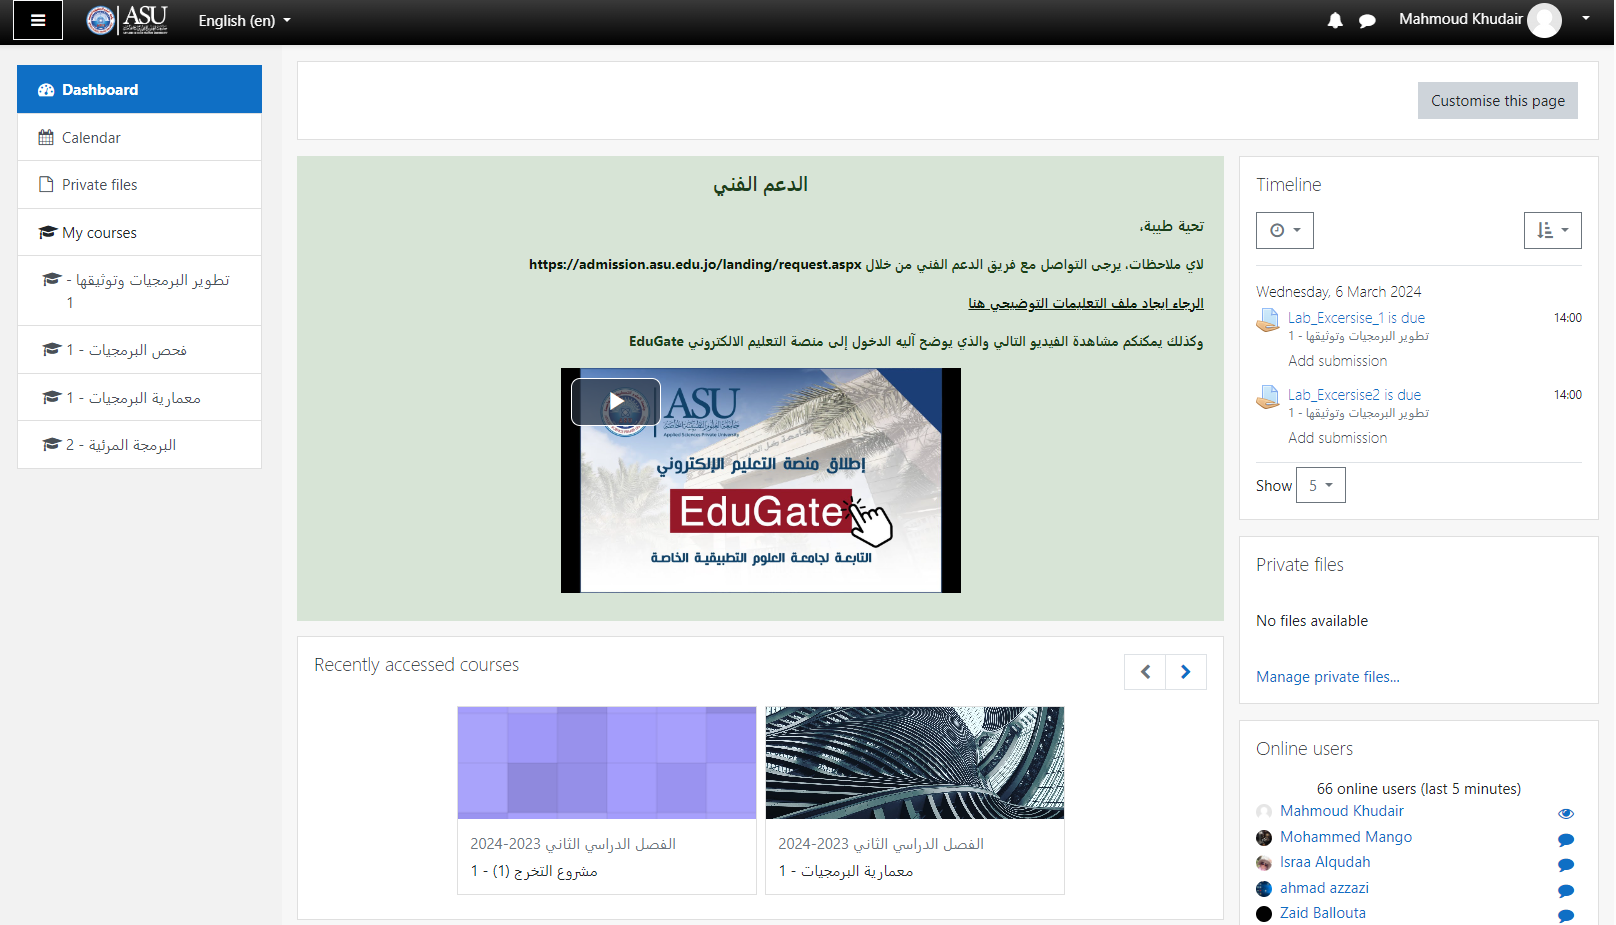 ASU
English (en)
Mahmoud Khudair
Dashboard
Calendar
Private files
My courses
تطوير البرمجيات وتوثيقها -
1
فحص البرمجيات - 1
معمارية البرمجيات - 1
البرمجة المرئية - 2
Customise this page
الدعم الفني
تحية طيبة،
لاي ملاحظات، يرجى التواصل مع فريق الدعم الفني من خلال https://admission.asu.edu.jo/landing/request.aspx
الرجاء ايجاد ملف التعليمات التوضيحي هنا
وكذلك يمكنكم مشاهدة الفيديو التالي والذي يوضح آليه الدخول إلى منصة التعليم الالكتروني EduGate
ASU
جامعة العلوم التطبيقية الخاصة
Applied Sciences Private University
إطلاق منصة التعليم الإلكتروني
EduGate
التابعة لجامعة العلوم التطبيقية الخاصة
Recently accessed courses
الفصل الدراسي الثاني 2023-2024
مشروع التخرج (1) - 1
الفصل الدراسي الثاني 2023-2024
معمارية البرمجيات - 1
Timeline
Wednesday, 6 March 2024
Lab_Excersise_1 is due
14:00
تطوير البرمجيات وتوثيقها - 1
Add submission
Lab_Excersise2 is due
14:00
تطوير البرمجيات وتوثيقها - 1
Add submission
Show 5
Private files
No files available
Manage private files...
Online users
66 online users (last 5 minutes)
Mahmoud Khudair
Mohammed Mango
Israa Alqudah
ahmad azzazi
Zaid Ballouta